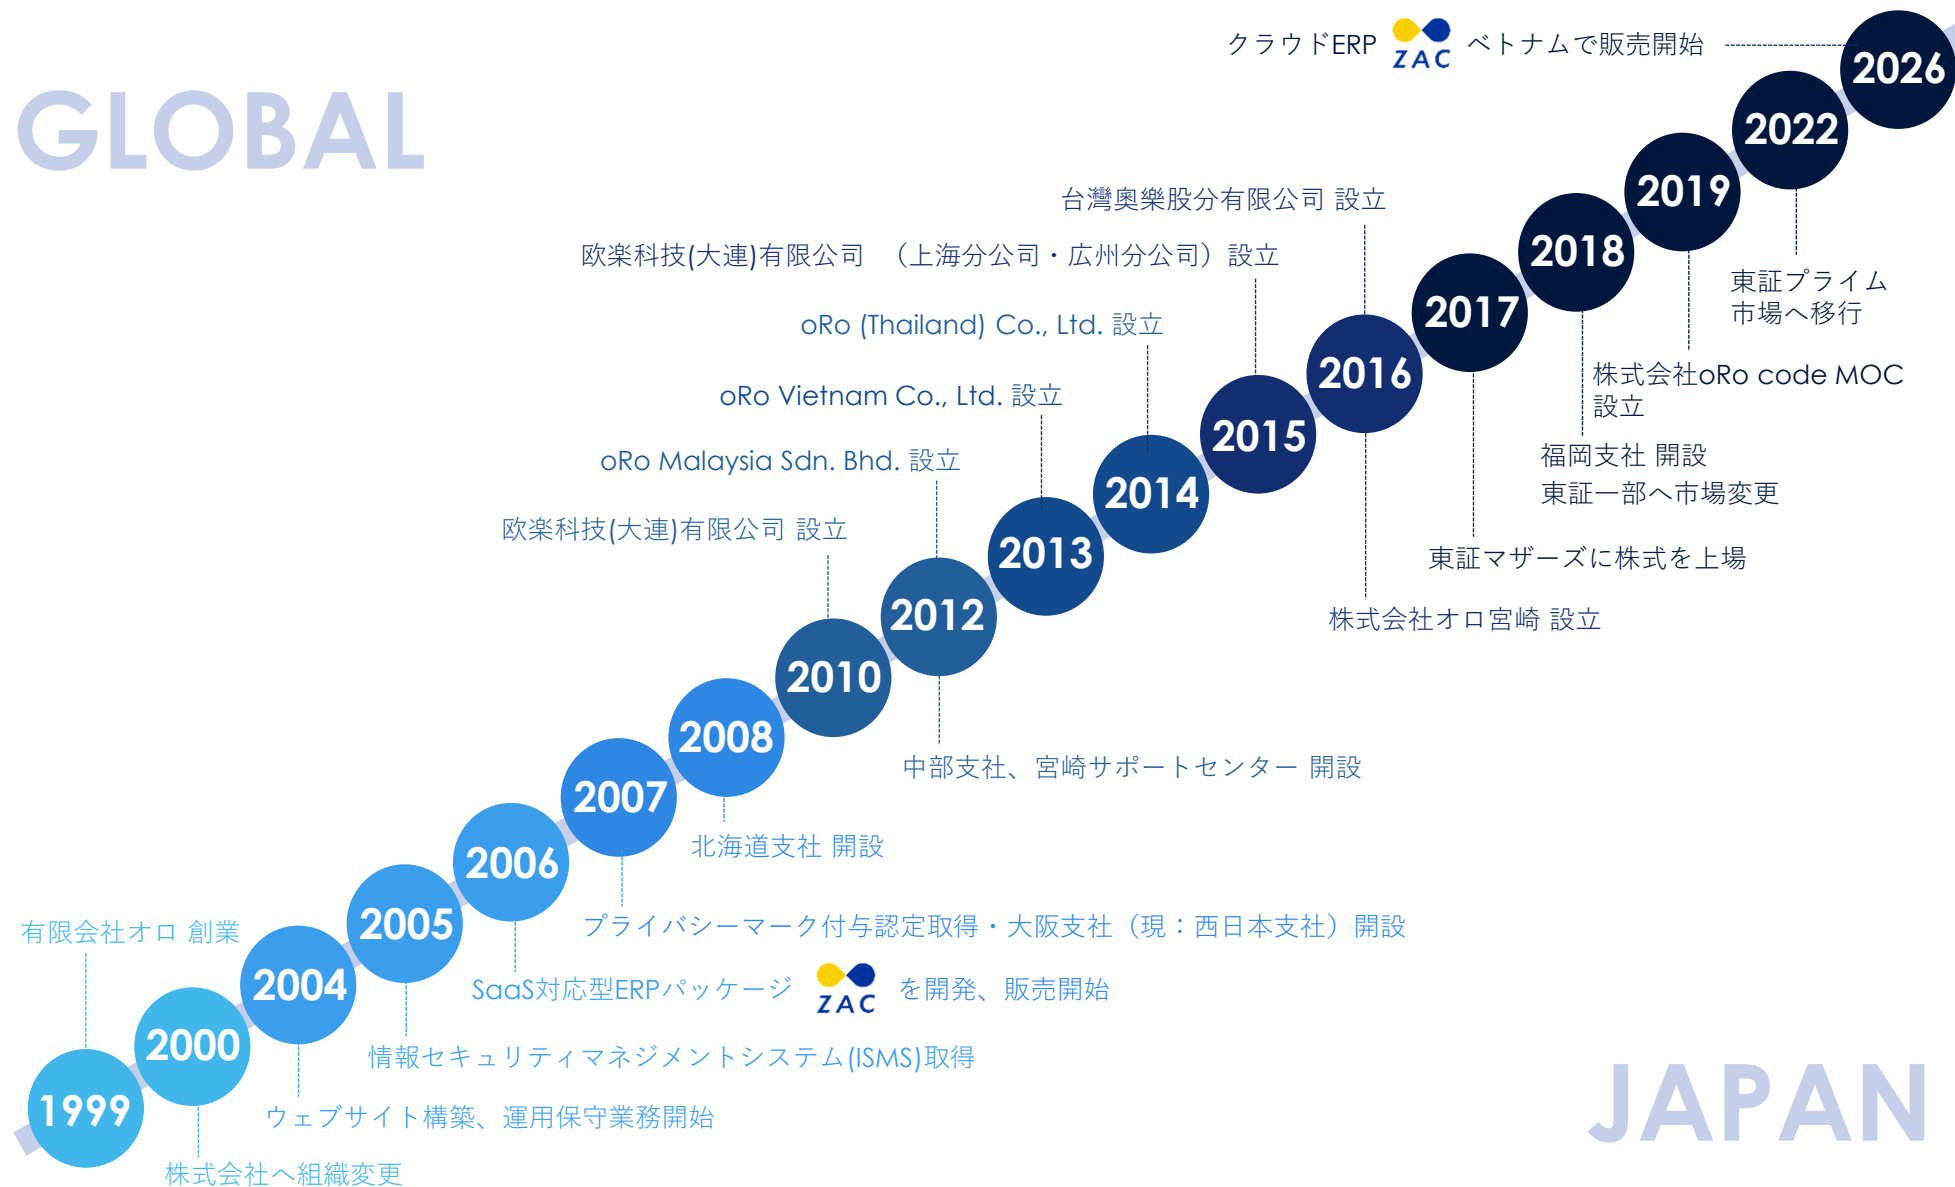 クラウドERP ZAC ベトナムで販売開始
2026
GLOBAL
2022
2019
台灣奧樂股分有限公司 設立
2018
欧楽科技(大連)有限公司 （上海分公司・広州分公司）設立
東証プライム
市場へ移行
2017
oRo (Thailand) Co., Ltd. 設立
2016
株式会社oRo code MOC
設立
oRo Vietnam Co., Ltd. 設立
2015
福岡支社 開設
東証一部へ市場変更
oRo Malaysia Sdn. Bhd. 設立
2014
欧楽科技(大連)有限公司 設立
2013
東証マザーズに株式を上場
2012
株式会社オロ宮崎 設立
2010
2008
中部支社、宮崎サポートセンター 開設
2007
北海道支社 開設
2006
プライバシーマーク付与認定取得・大阪支社（現：西日本支社）開設
有限会社オロ 創業
2005
SaaS対応型ERPパッケージ ZAC を開発、販売開始
2004
2000
情報セキュリティマネジメントシステム(ISMS)取得
1999
ウェブサイト構築、運用保守業務開始
JAPAN
株式会社へ組織変更